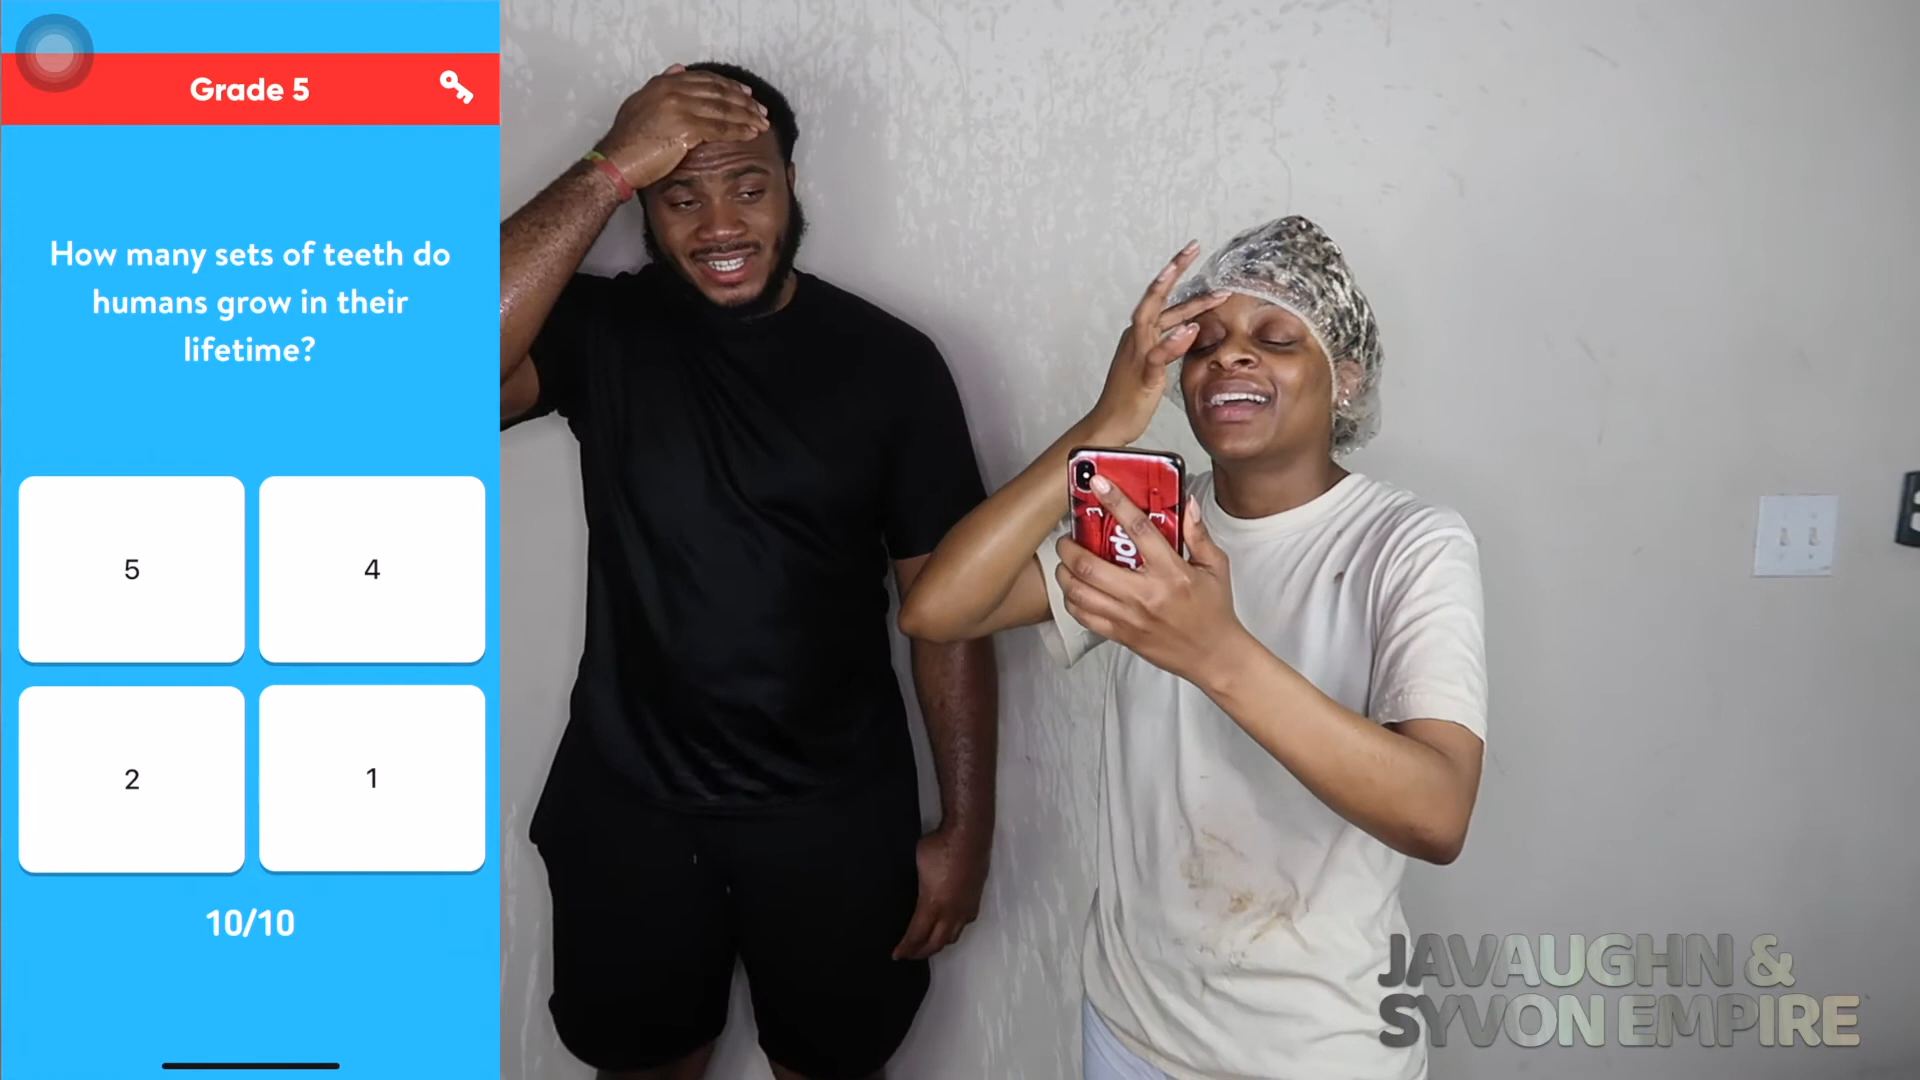 Grade 5
How many sets of teeth do
humans grow in their
lifetime?
5
4
2
1
10/10
JAVAUGHN &
SYVON EMPIRE